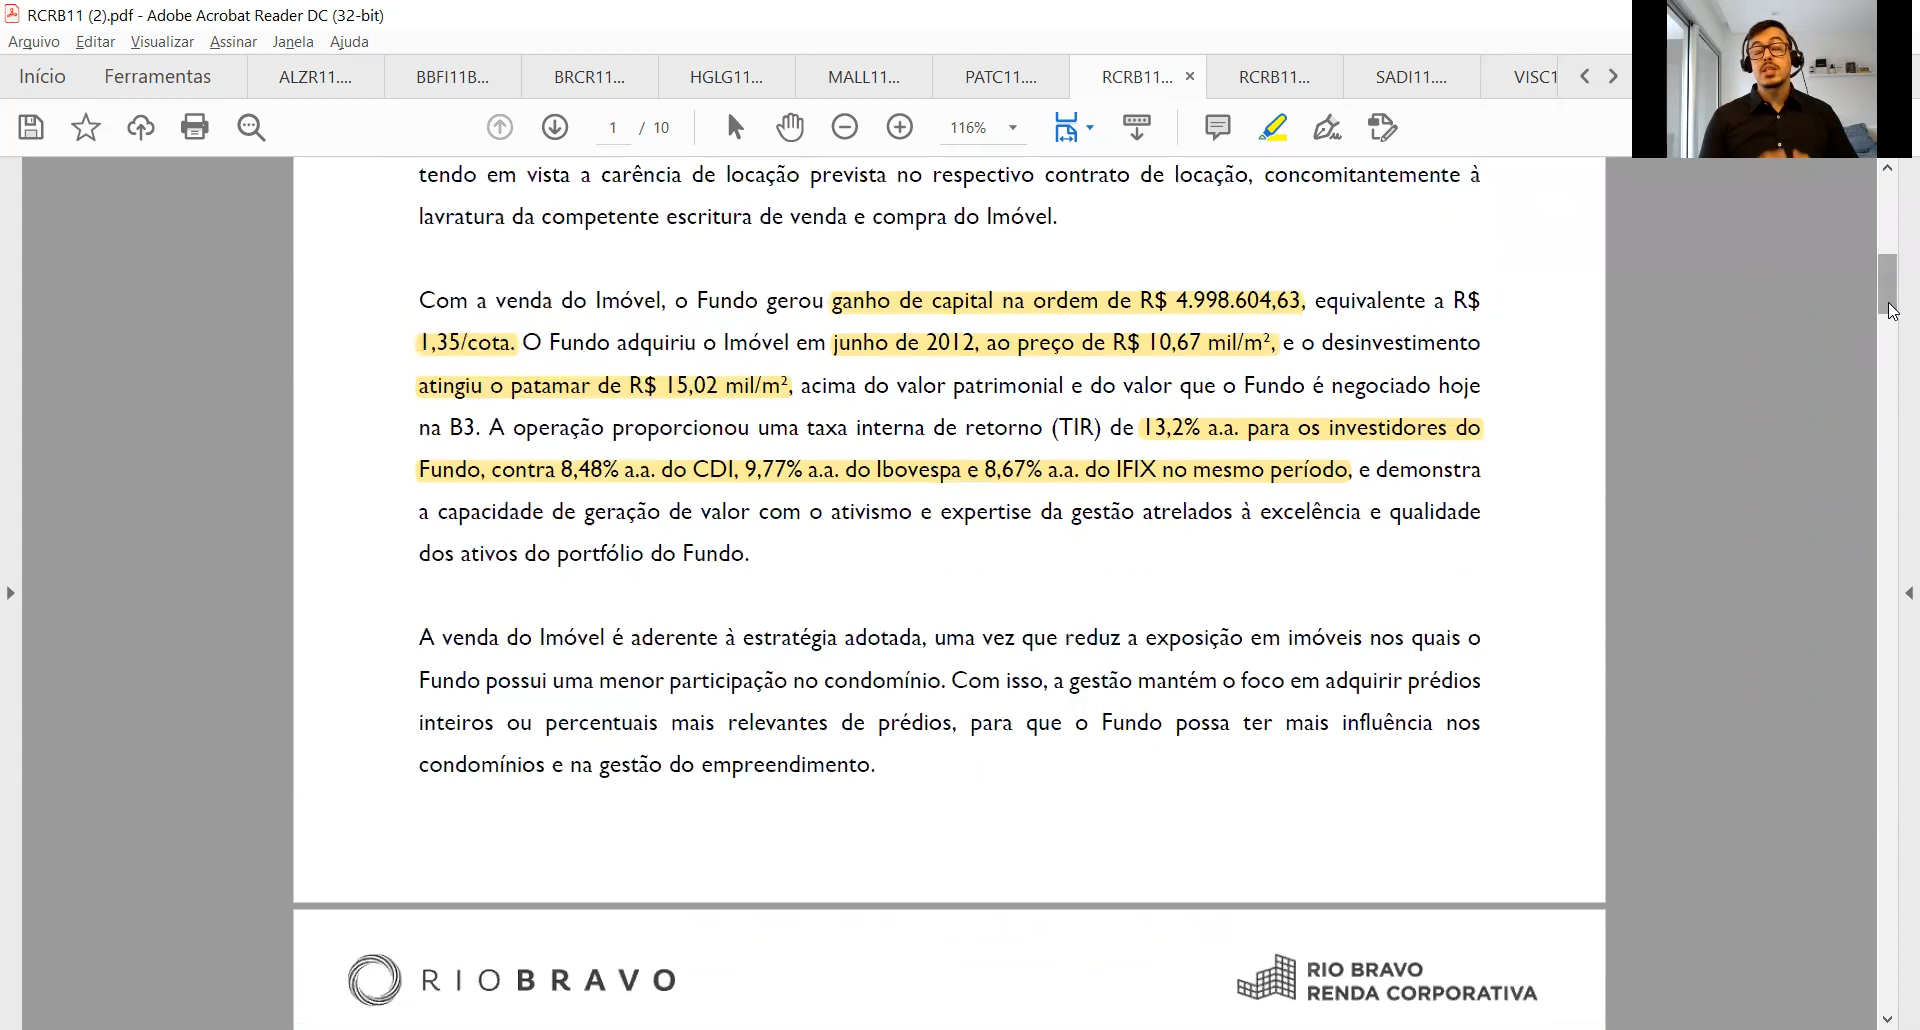 RCRB11 (2).pdf - Adobe Acrobat Reader DC (32-bit)
Arquivo Editar Visualizar Assinar Janela Ajuda
Início Ferramentas ALZR11.... BBFI11B... BRCR11... HGLG11... MALL11... PATC11.... RCRB11... × RCRB11... SADI11.... VISC1
1 / 10 116%
tendo em vista a carência de locação prevista no respectivo contrato de locação, concomitantemente à
lavratura da competente escritura de venda e compra do Imóvel.
Com a venda do Imóvel, o Fundo gerou ganho de capital na ordem de R$ 4.998.604,63, equivalente a R$
1,35/cota. O Fundo adquiriu o Imóvel em junho de 2012, ao preço de R$ 10,67 mil/m², e o desinvestimento
atingiu o patamar de R$ 15,02 mil/m², acima do valor patrimonial e do valor que o Fundo é negociado hoje
na B3. A operação proporcionou uma taxa interna de retorno (TIR) de 13,2% a.a. para os investidores do
Fundo, contra 8,48% a.a. do CDI, 9,77% a.a. do Ibovespa e 8,67% a.a. do IFIX no mesmo período, e demonstra
a capacidade de geração de valor com o ativismo e expertise da gestão atrelados à excelência e qualidade
dos ativos do portfólio do Fundo.
A venda do Imóvel é aderente à estratégia adotada, uma vez que reduz a exposição em imóveis nos quais o
Fundo possui uma menor participação no condomínio. Com isso, a gestão mantém o foco em adquirir prédios
inteiros ou percentuais mais relevantes de prédios, para que o Fundo possa ter mais influência nos
condomínios e na gestão do empreendimento.
RIO BRAVO
RIO BRAVO
RENDA CORPORATIVA